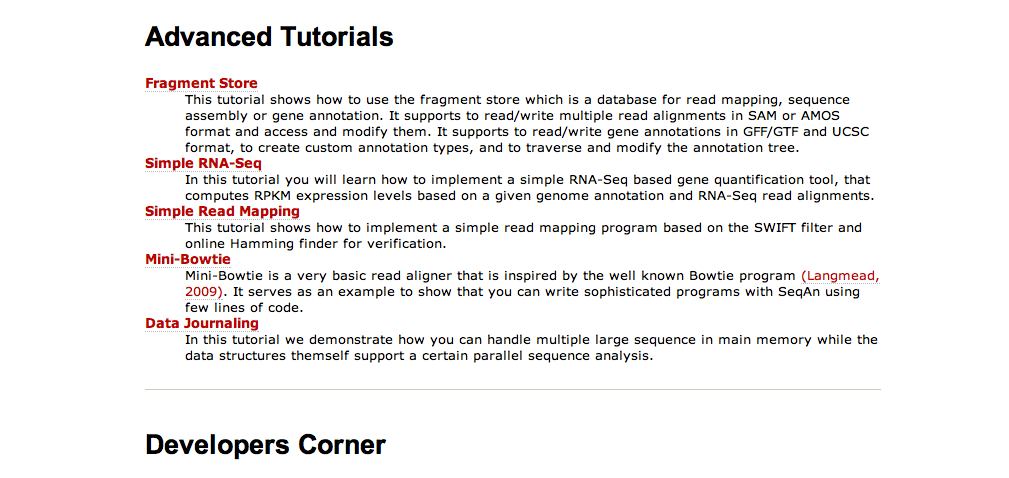 Advanced Tutorials
Fragment Store
This tutorial shows how to use the fragment store which is a database for read mapping, sequence
assembly or gene annotation. It supports to read/write multiple read alignments in SAM or AMOS
format and access and modify them. It supports to read/write gene annotations in GFF/GTF and UCSC
format, to create custom annotation types, and to traverse and modify the annotation tree.
Simple RNA-Seq
In this tutorial you will learn how to implement a simple RNA-Seq based gene quantification tool, that
computes RPKM expression levels based on a given genome annotation and RNA-Seq read alignments.
Simple Read Mapping
This tutorial shows how to implement a simple read mapping program based on the SWIFT filter and
online Hamming finder for verification.
Mini-Bowtie
Mini-Bowtie is a very basic read aligner that is inspired by the well known Bowtie program (Langmead,
2009). It serves as an example to show that you can write sophisticated programs with SeqAn using
few lines of code.
Data Journaling
In this tutorial we demonstrate how you can handle multiple large sequence in main memory while the
data structures themself support a certain parallel sequence analysis.
Developers Corner